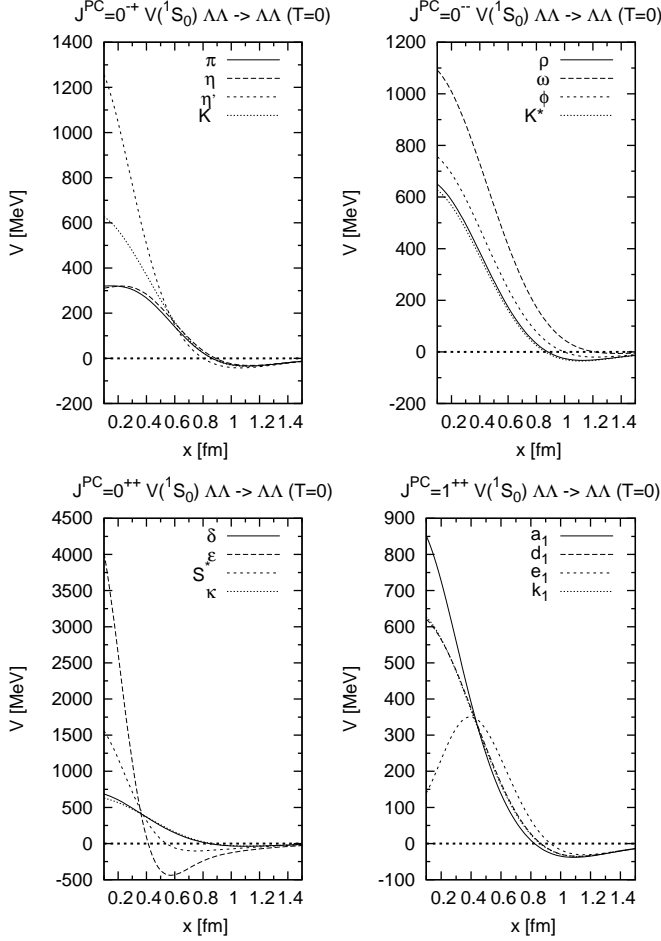 J^PC=0^-+ V(^1S_0) ΛΛ -> ΛΛ (T=0)
1400
1200
1000
800
600
400
200
0
-200
V [MeV]
π
η
η'
K
0.2 0.4 0.6 0.8 1 1.2 1.4
x [fm]
J^PC=0^-- V(^1S_0) ΛΛ -> ΛΛ (T=0)
1200
1000
800
600
400
200
0
-200
V [MeV]
ρ
ω
φ
K*
0.2 0.4 0.6 0.8 1 1.2 1.4
x [fm]
J^PC=0^++ V(^1S_0) ΛΛ -> ΛΛ (T=0)
4500
4000
3500
3000
2500
2000
1500
1000
500
0
-500
V [MeV]
δ
ε
S*
κ
0.2 0.4 0.6 0.8 1 1.2 1.4
x [fm]
J^PC=1^++ V(^1S_0) ΛΛ -> ΛΛ (T=0)
900
800
700
600
500
400
300
200
100
0
-100
V [MeV]
a_1
d_1
e_1
k_1
0.2 0.4 0.6 0.8 1 1.2 1.4
x [fm]